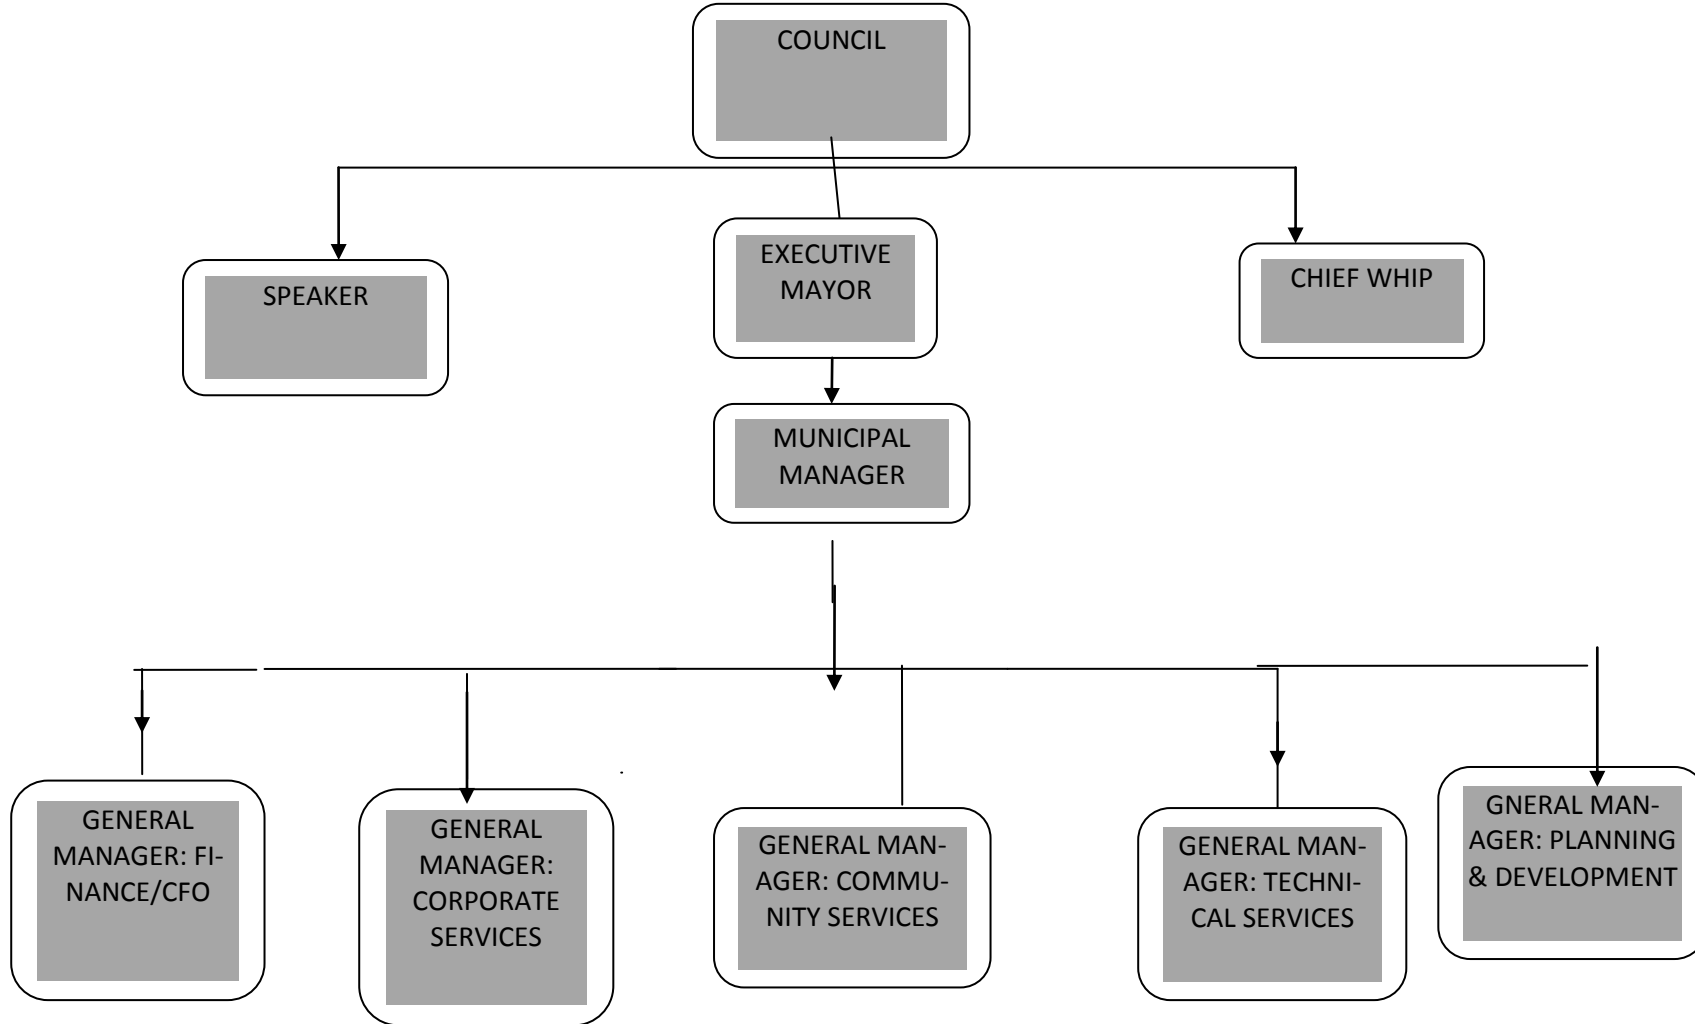 COUNCIL
SPEAKER
EXECUTIVE
MAYOR
CHIEF WHIP
MUNICIPAL
MANAGER
GENERAL
MANAGER: FI-
NANCE/CFO
GENERAL
MANAGER:
CORPORATE
SERVICES
GENERAL MAN-
AGER: COMMU-
NITY SERVICES
GENERAL MAN-
AGER: TECHNI-
CAL SERVICES
GNERAL MAN-
AGER: PLANNING
& DEVELOPMENT